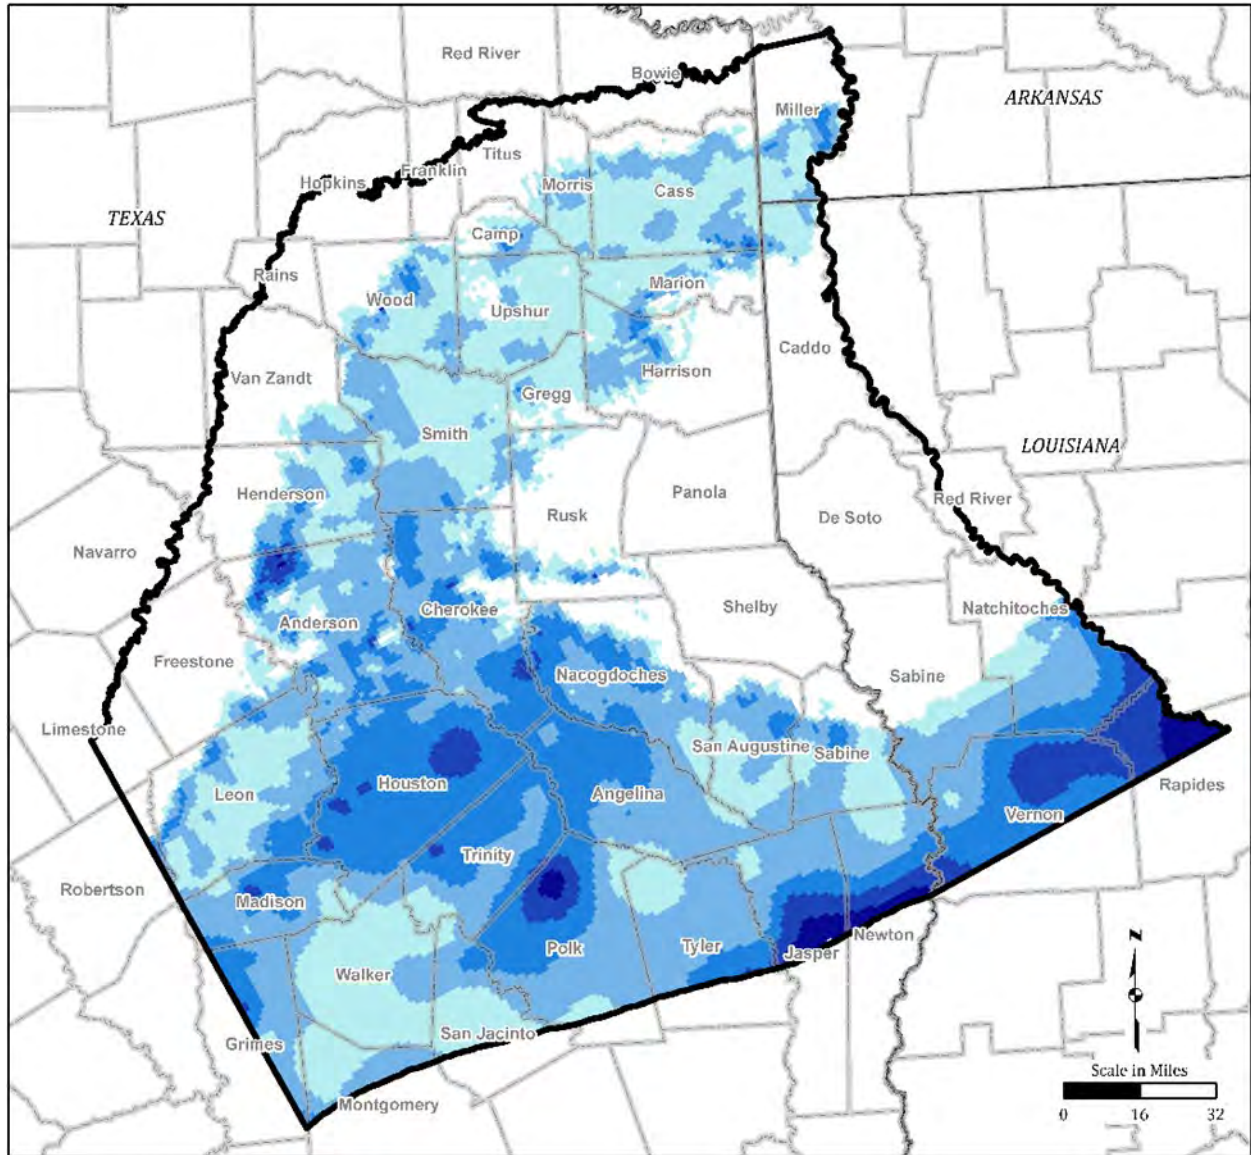 Red River
Bowie
ARKANSAS
Miller
Titus
Franklin
Hopkins
Morris
Cass
TEXAS
Camp
Rains
Marion
Wood
Upshur
Caddo
Van Zandt
Harrison
Gregg
Smith
LOUISIANA
Henderson
Panola
Red River
Rusk
De Soto
Navarro
Cherokee
Shelby
Natchitoches
Anderson
Freestone
Nacogdoches
Sabine
Limestone
San Augustine
Sabine
Houston
Leon
Angelina
Rapides
Vernon
Trinity
Robertson
Madison
Newton
Polk
Tyler
Jasper
N
Walker
San Jacinto
Grimes
Scale in Miles
Montgomery
0 16 32